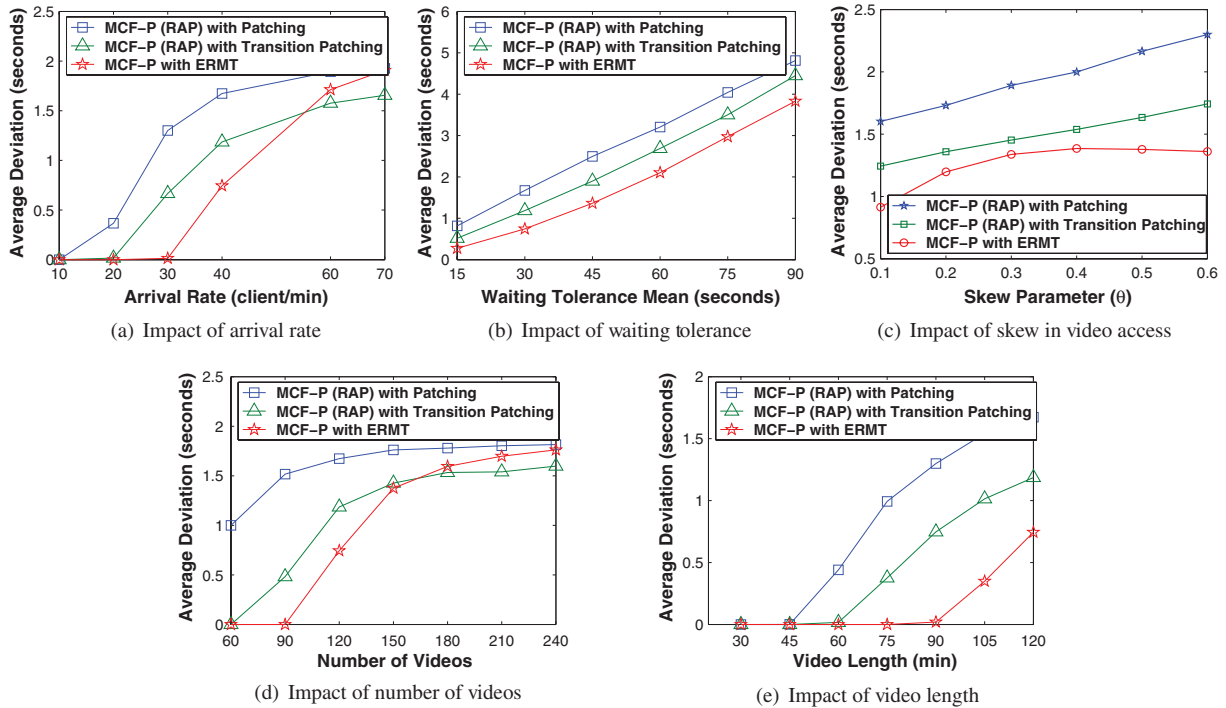 MCF−P (RAP) with Patching
MCF−P (RAP) with Transition Patching
MCF−P with ERMT
Average Deviation (seconds)
2.5
2
1.5
1
0.5
0
10 20 30 40 60 70
Arrival Rate (client/min)
(a) Impact of arrival rate
MCF−P (RAP) with Patching
MCF−P (RAP) with Transition Patching
MCF−P with ERMT
Average Deviation (seconds)
6
5
4
3
2
1
0
15 30 45 60 75 90
Waiting Tolerance Mean (seconds)
(b) Impact of waiting tolerance
Average Deviation (seconds)
2.5
2
1.5
1
0.5
MCF−P (RAP) with Patching
MCF−P (RAP) with Transition Patching
MCF−P with ERMT
0.1 0.2 0.3 0.4 0.5 0.6
Skew Parameter (θ)
(c) Impact of skew in video access
MCF−P (RAP) with Patching
MCF−P (RAP) with Transition Patching
MCF−P with ERMT
Average Deviation (seconds)
2.5
2
1.5
1
0.5
0
60 90 120 150 180 210 240
Number of Videos
(d) Impact of number of videos
MCF−P (RAP) with Patching
MCF−P (RAP) with Transition Patching
MCF−P with ERMT
Average Deviation (seconds)
2
1.5
1
0.5
0
30 45 60 75 90 105 120
Video Length (min)
(e) Impact of video length